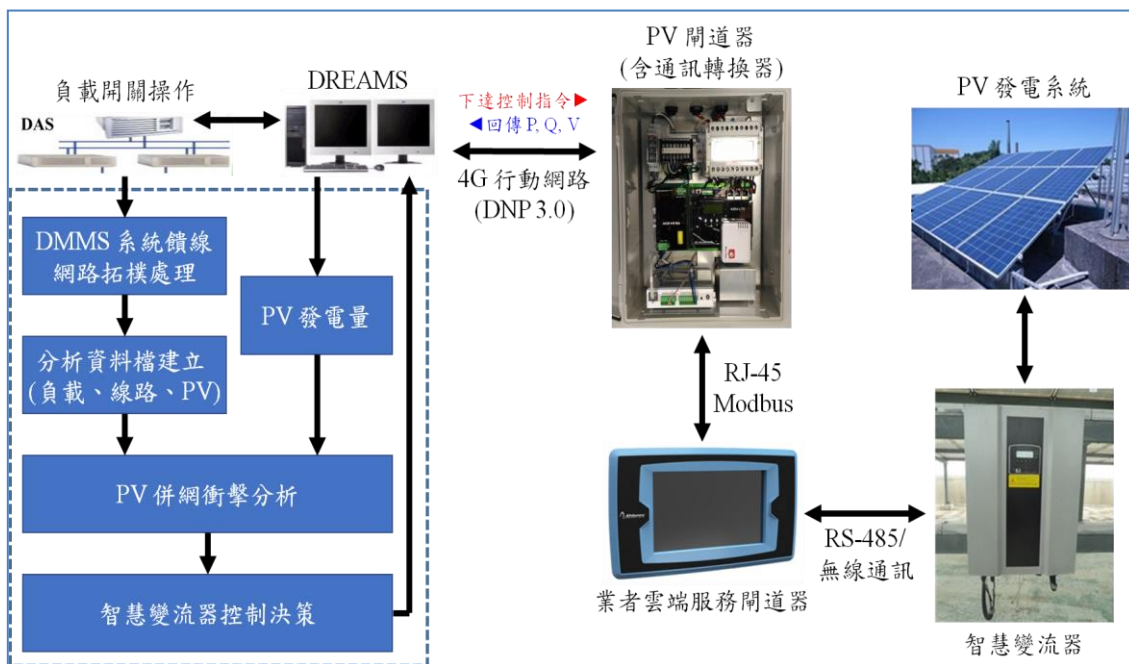 負載開關操作
DAS
DREAMS
下達控制指令▶
◀回傳 P, Q, V
4G 行動網路
(DNP 3.0)
PV 閘道器
(含通訊轉換器)
PV 發電系統
DMMS 系統饋線
網路拓樸處理
PV 發電量
分析資料檔建立
(負載、線路、PV)
PV 併網衝擊分析
智慧變流器控制決策
RJ-45
Modbus
RS-485/
無線通訊
業者雲端服務閘道器
智慧變流器